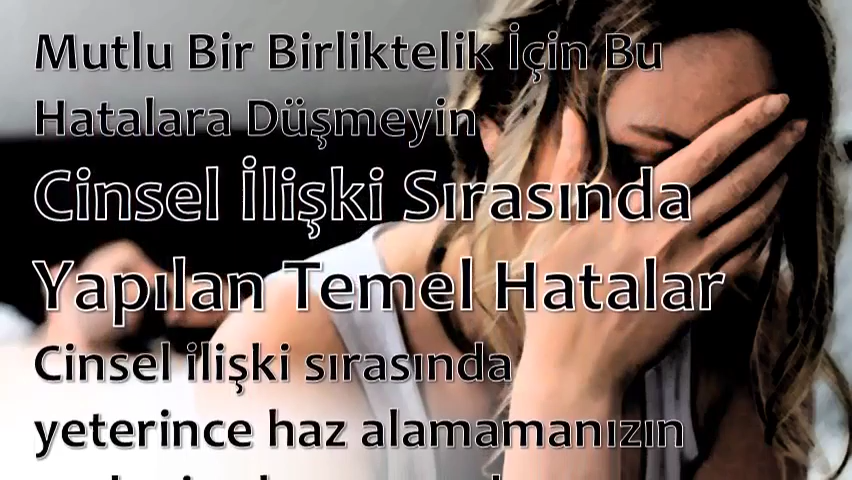 Mutlu Bir Birliktelik İçin Bu
Hatalara Düşmeyin
Cinsel İlişki Sırasında
Yapılan Temel Hatalar
Cinsel ilişki sırasında
yeterince haz alamamanızın